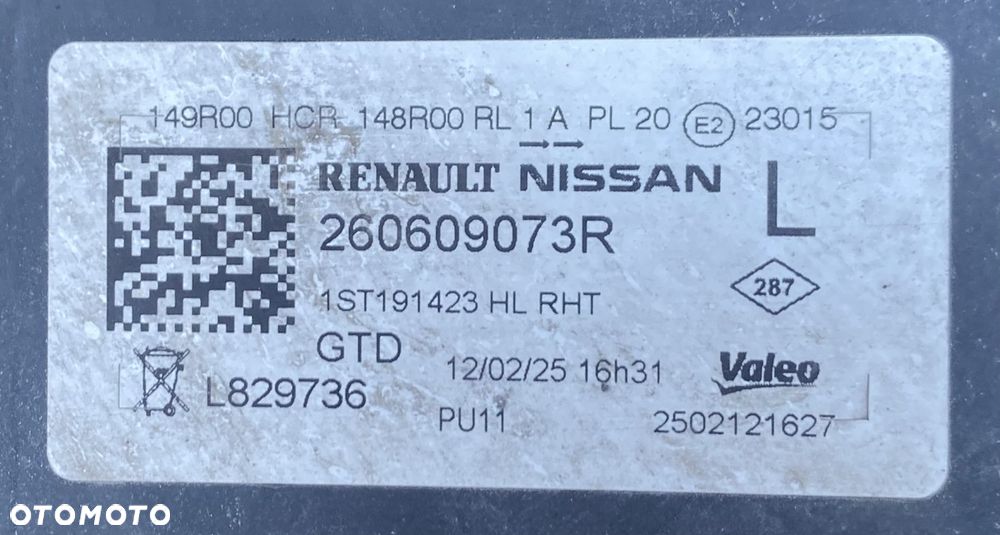 149R00 HCR 148R00 RL 1 A PL 20 E2 23015
RENAULT NISSAN L
260609073R
287
1ST191423 HL RHT
GTD 12/02/25 16h31 Valeo
L829736
PU11 2502121627
OTOMOTO